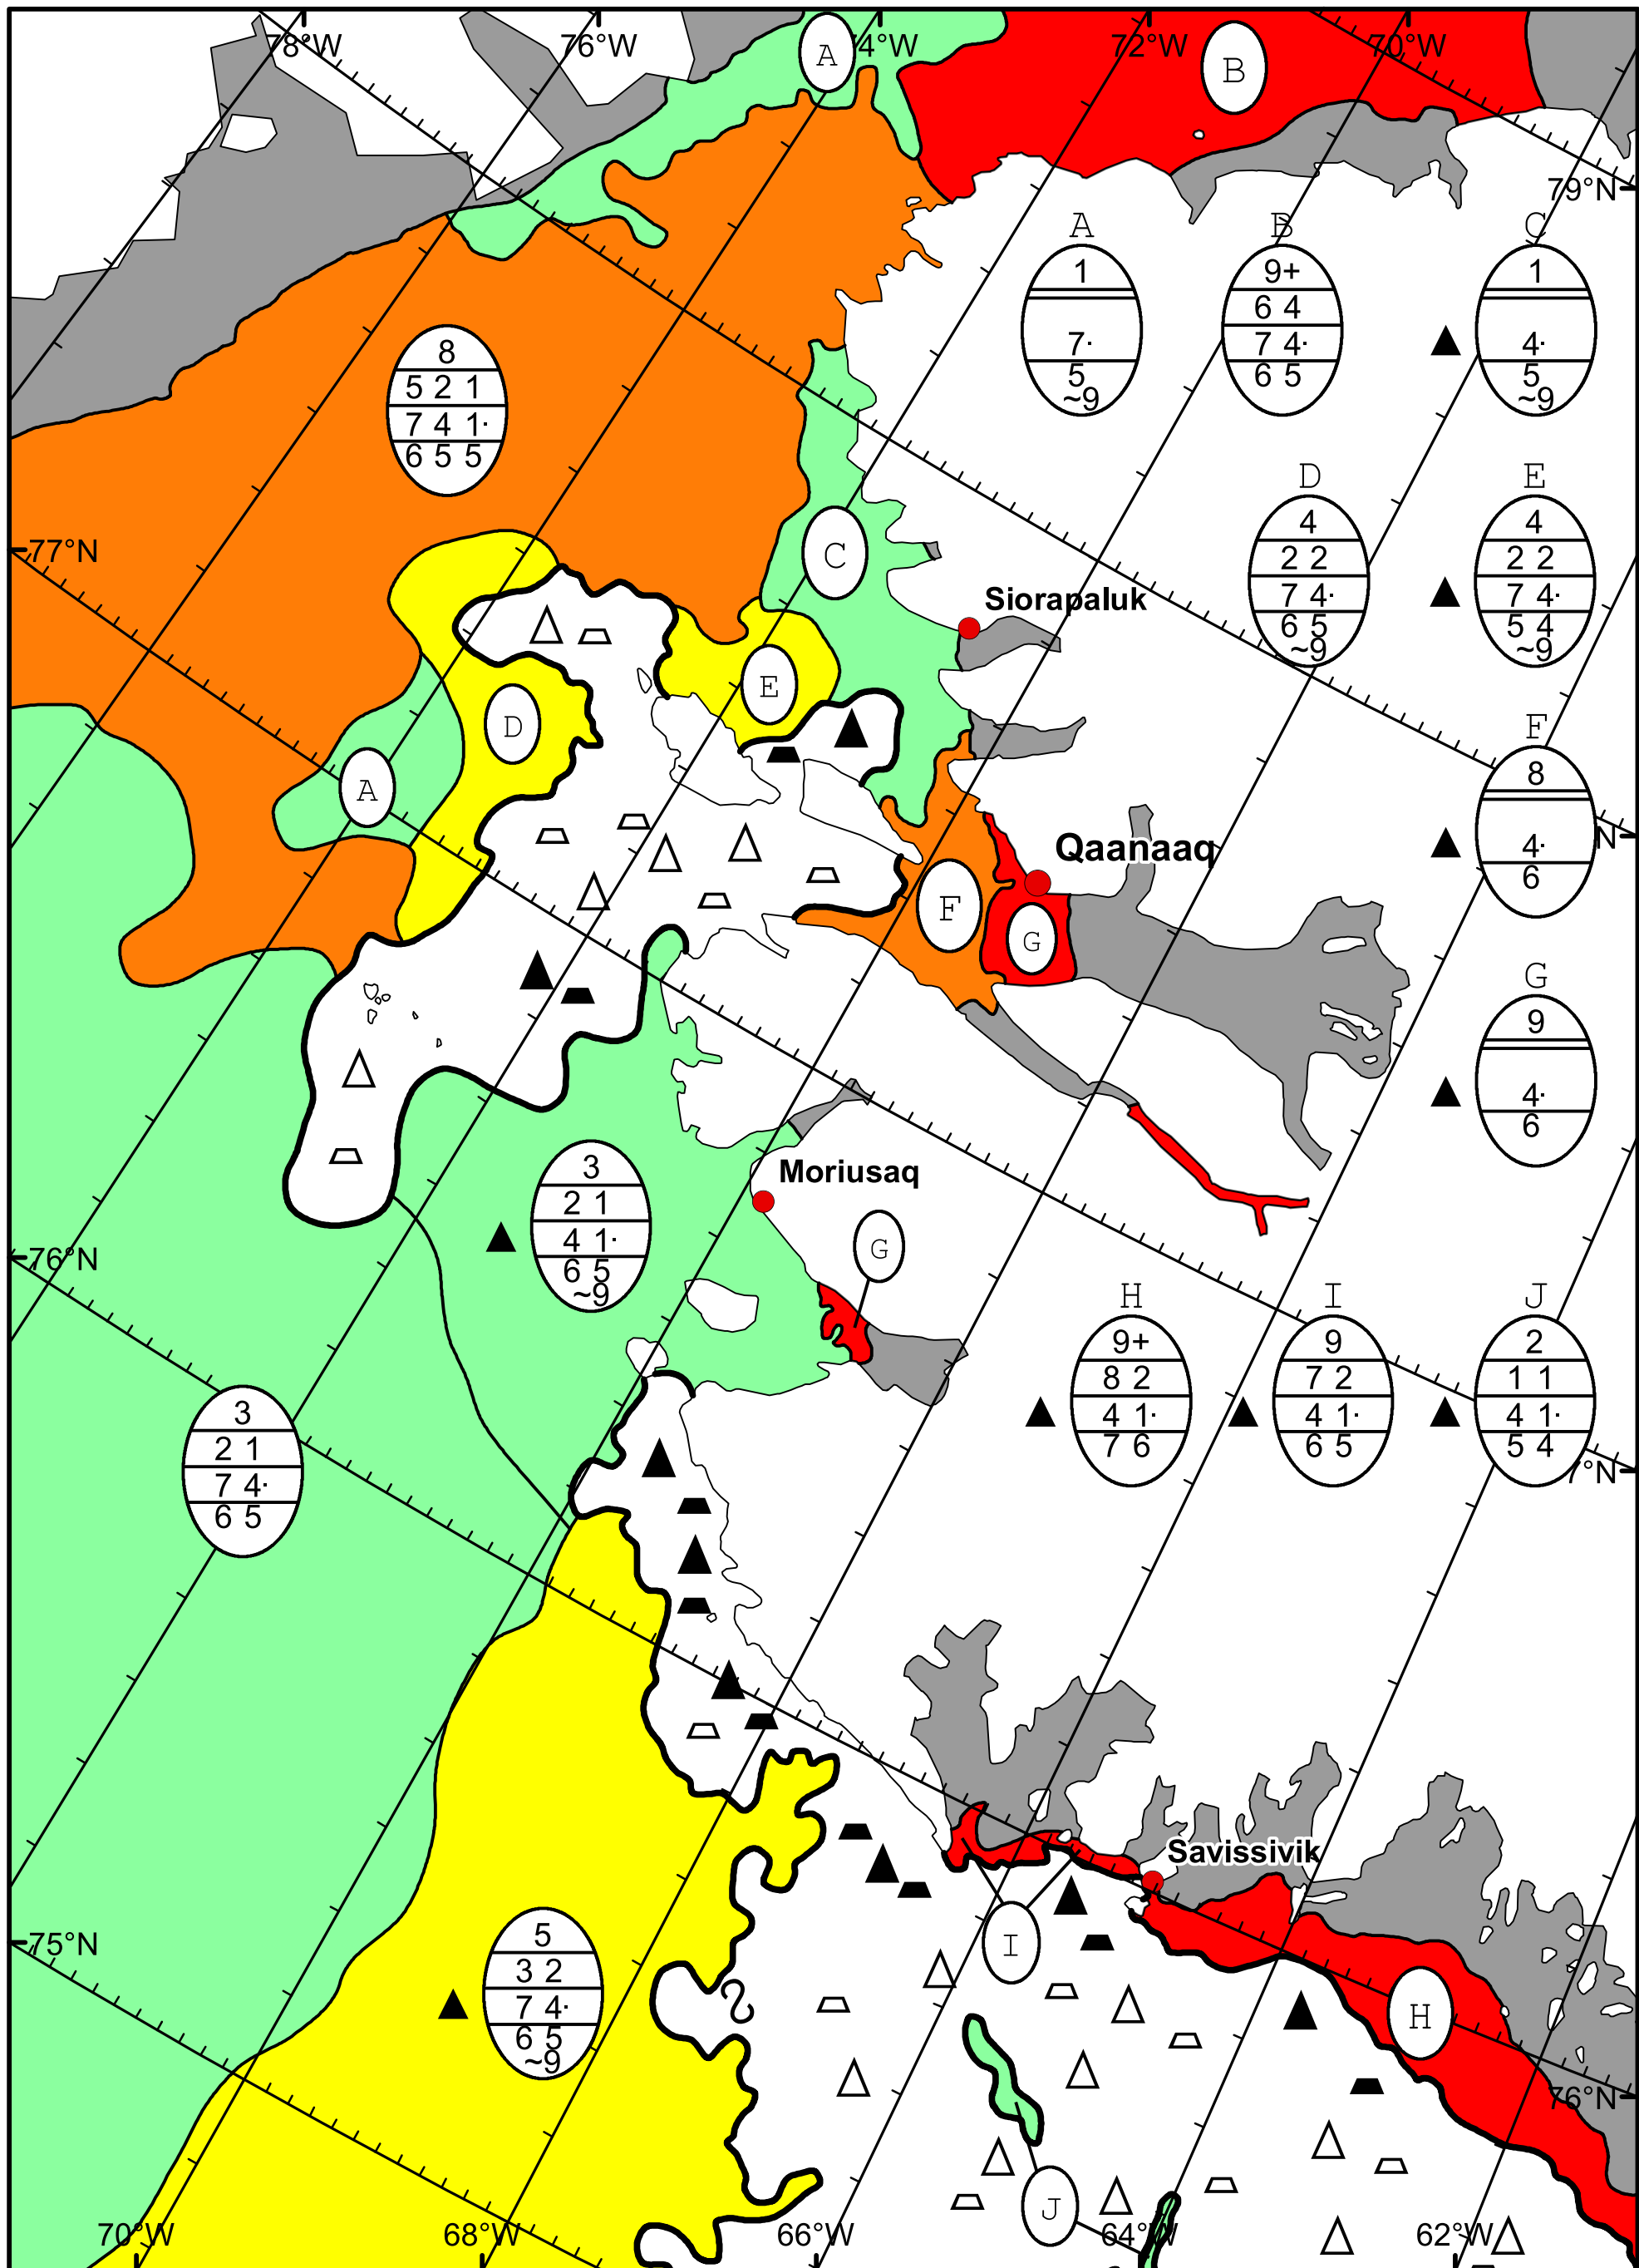 78°W
76°W
A
74°W
72°W
70°W
B
79°N
A
1
7·
5
~9
B
9+
6 4
7 4·
6 5
C
1
4·
5
~9
8
5 2 1
7 4 1·
6 5 5
D
4
2 2
7 4·
6 5
~9
E
4
2 2
7 4·
5 4
~9
77°N
C
Siorapaluk
E
D
A
F
8
4·
6
N
Qaanaaq
F
G
G
9
4·
6
Moriusaq
3
2 1
4 1·
6 5
~9
G
76°N
H
9+
8 2
4 1·
7 6
I
9
7 2
4 1·
6 5
J
2
1 1
4 1·
5 4
7°N
3
2 1
7 4·
6 5
Savissivik
I
75°N
5
3 2
7 4·
6 5
~9
H
76°N
J
70°W
68°W
66°W
64°W
62°W